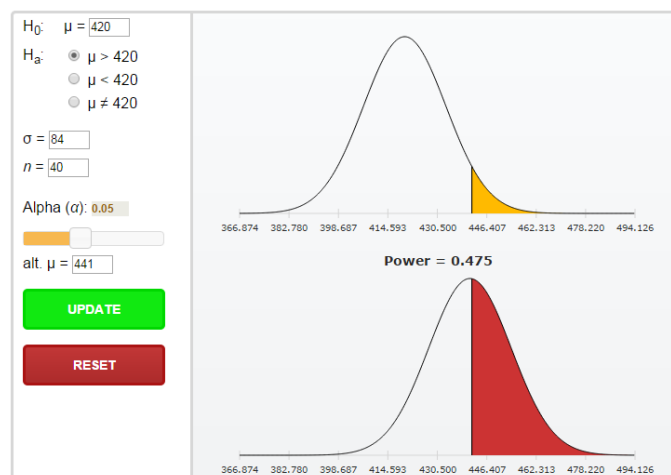 H0: μ = 420
Ha: μ > 420
μ < 420
μ ≠ 420
σ = 84
n = 40
Alpha (α): 0.05
alt. μ = 441
UPDATE
RESET
366.874 382.780 398.687 414.593 430.500 446.407 462.313 478.220 494.126
Power = 0.475
366.874 382.780 398.687 414.593 430.500 446.407 462.313 478.220 494.126